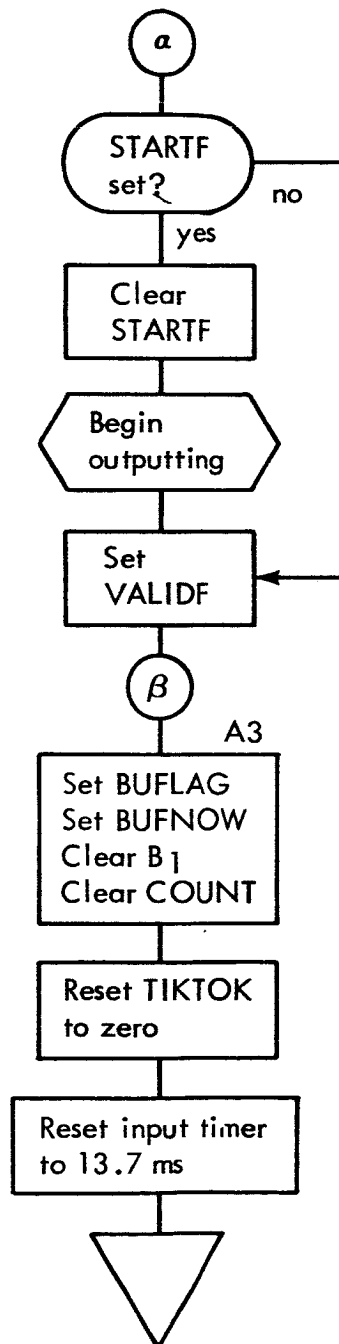 α
STARTF
set?
no
yes
Clear
STARTF
Begin
outputting
Set
VALIDF
β
A3
Set BUFLAG
Set BUFNOW
Clear B1
Clear COUNT
Reset TIKTOK
to zero
Reset input timer
to 13.7 ms